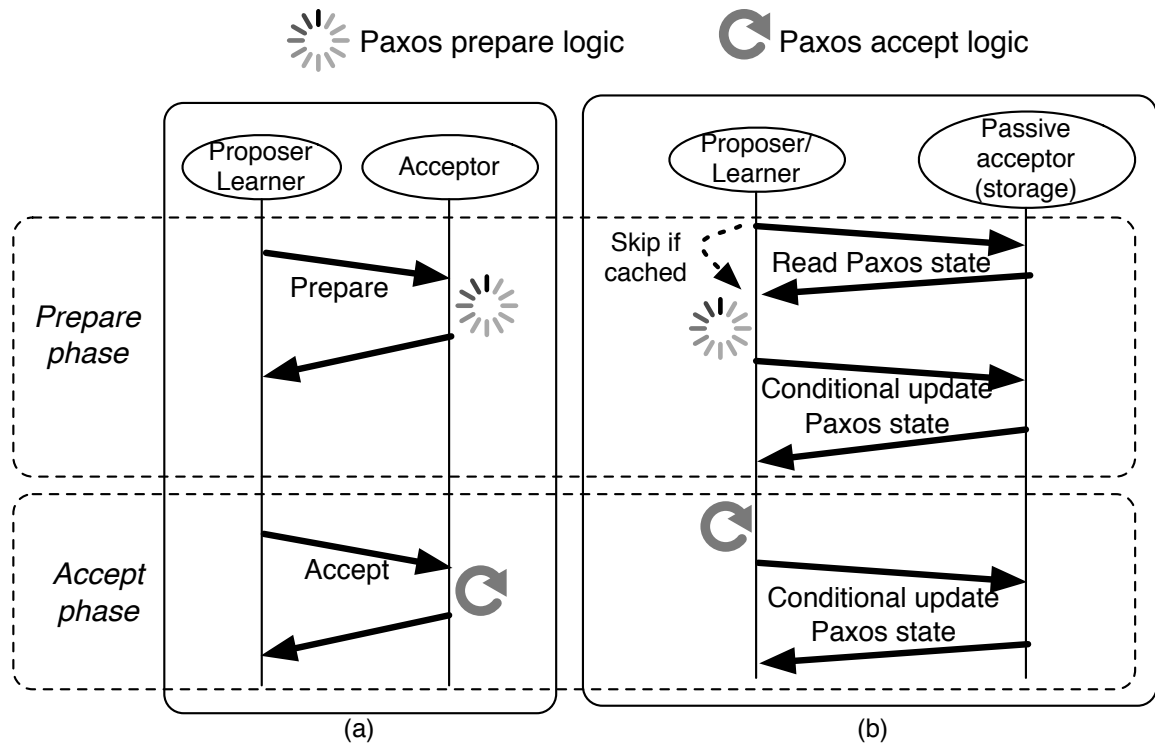 Paxos prepare logic
Paxos accept logic
Proposer
Learner
Acceptor
Proposer/
Learner
Passive
acceptor
(storage)
Prepare
phase
Prepare
Skip if
cached
Read Paxos state
Conditional update
Paxos state
Accept
phase
Accept
Conditional update
Paxos state
(a)
(b)